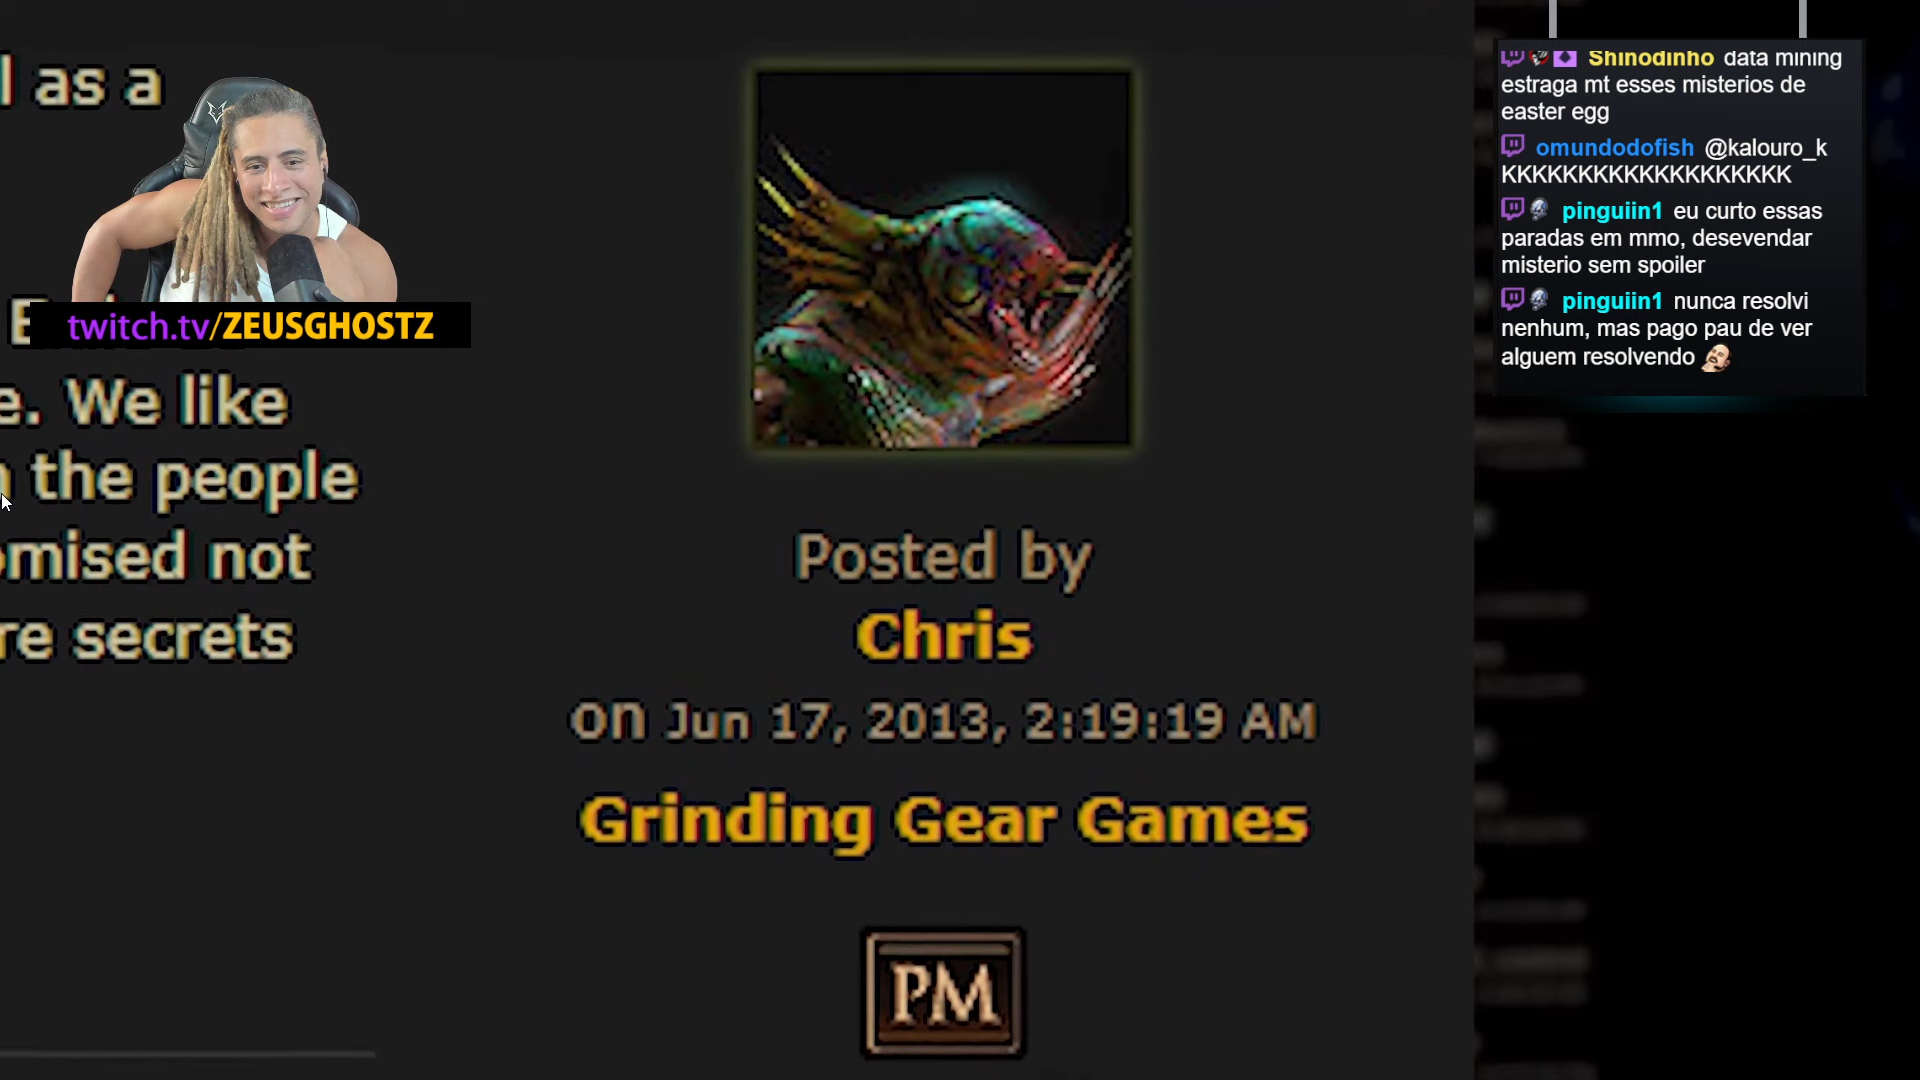 as a
twitch.tv/ZEUSGHOSTZ
e. We like
the people
omised not
re secrets
Posted by
Chris
on Jun 17, 2013, 2:19:19 AM
Grinding Gear Games
PM
Shinodinho data mining
estraga mt esses misterios de
easter egg
omundodofish @kalouro_k
KKKKKKKKKKKKKKKKKKK
pinguiin1 eu curto essas
paradas em mmo, desevendar
misterio sem spoiler
pinguiin1 nunca resolvi
nenhum, mas pago pau de ver
alguem resolvendo